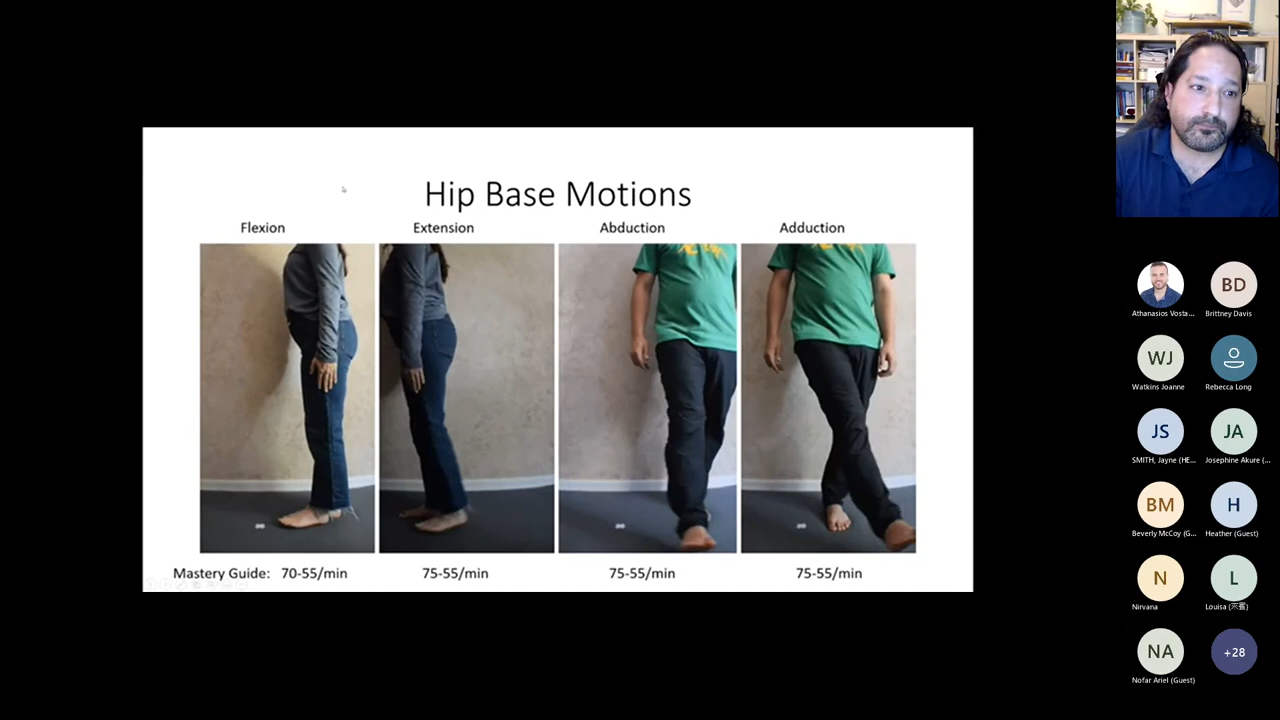 Hip Base Motions
Flexion
Extension
Abduction
Adduction
Mastery Guide: 70-55/min
75-55/min
75-55/min
75-55/min
Athanasios Vosta...
BD
Brittney Davis
WJ
Watkins Joanne
Rebecca Long
JS
SMITH, Jayne (HE...
JA
Josephine Akure (...
BM
Beverly McCoy (G...
H
Heather (Guest)
N
Nirvana
L
Louisa (来賓)
NA
Nofar Ariel (Guest)
+28